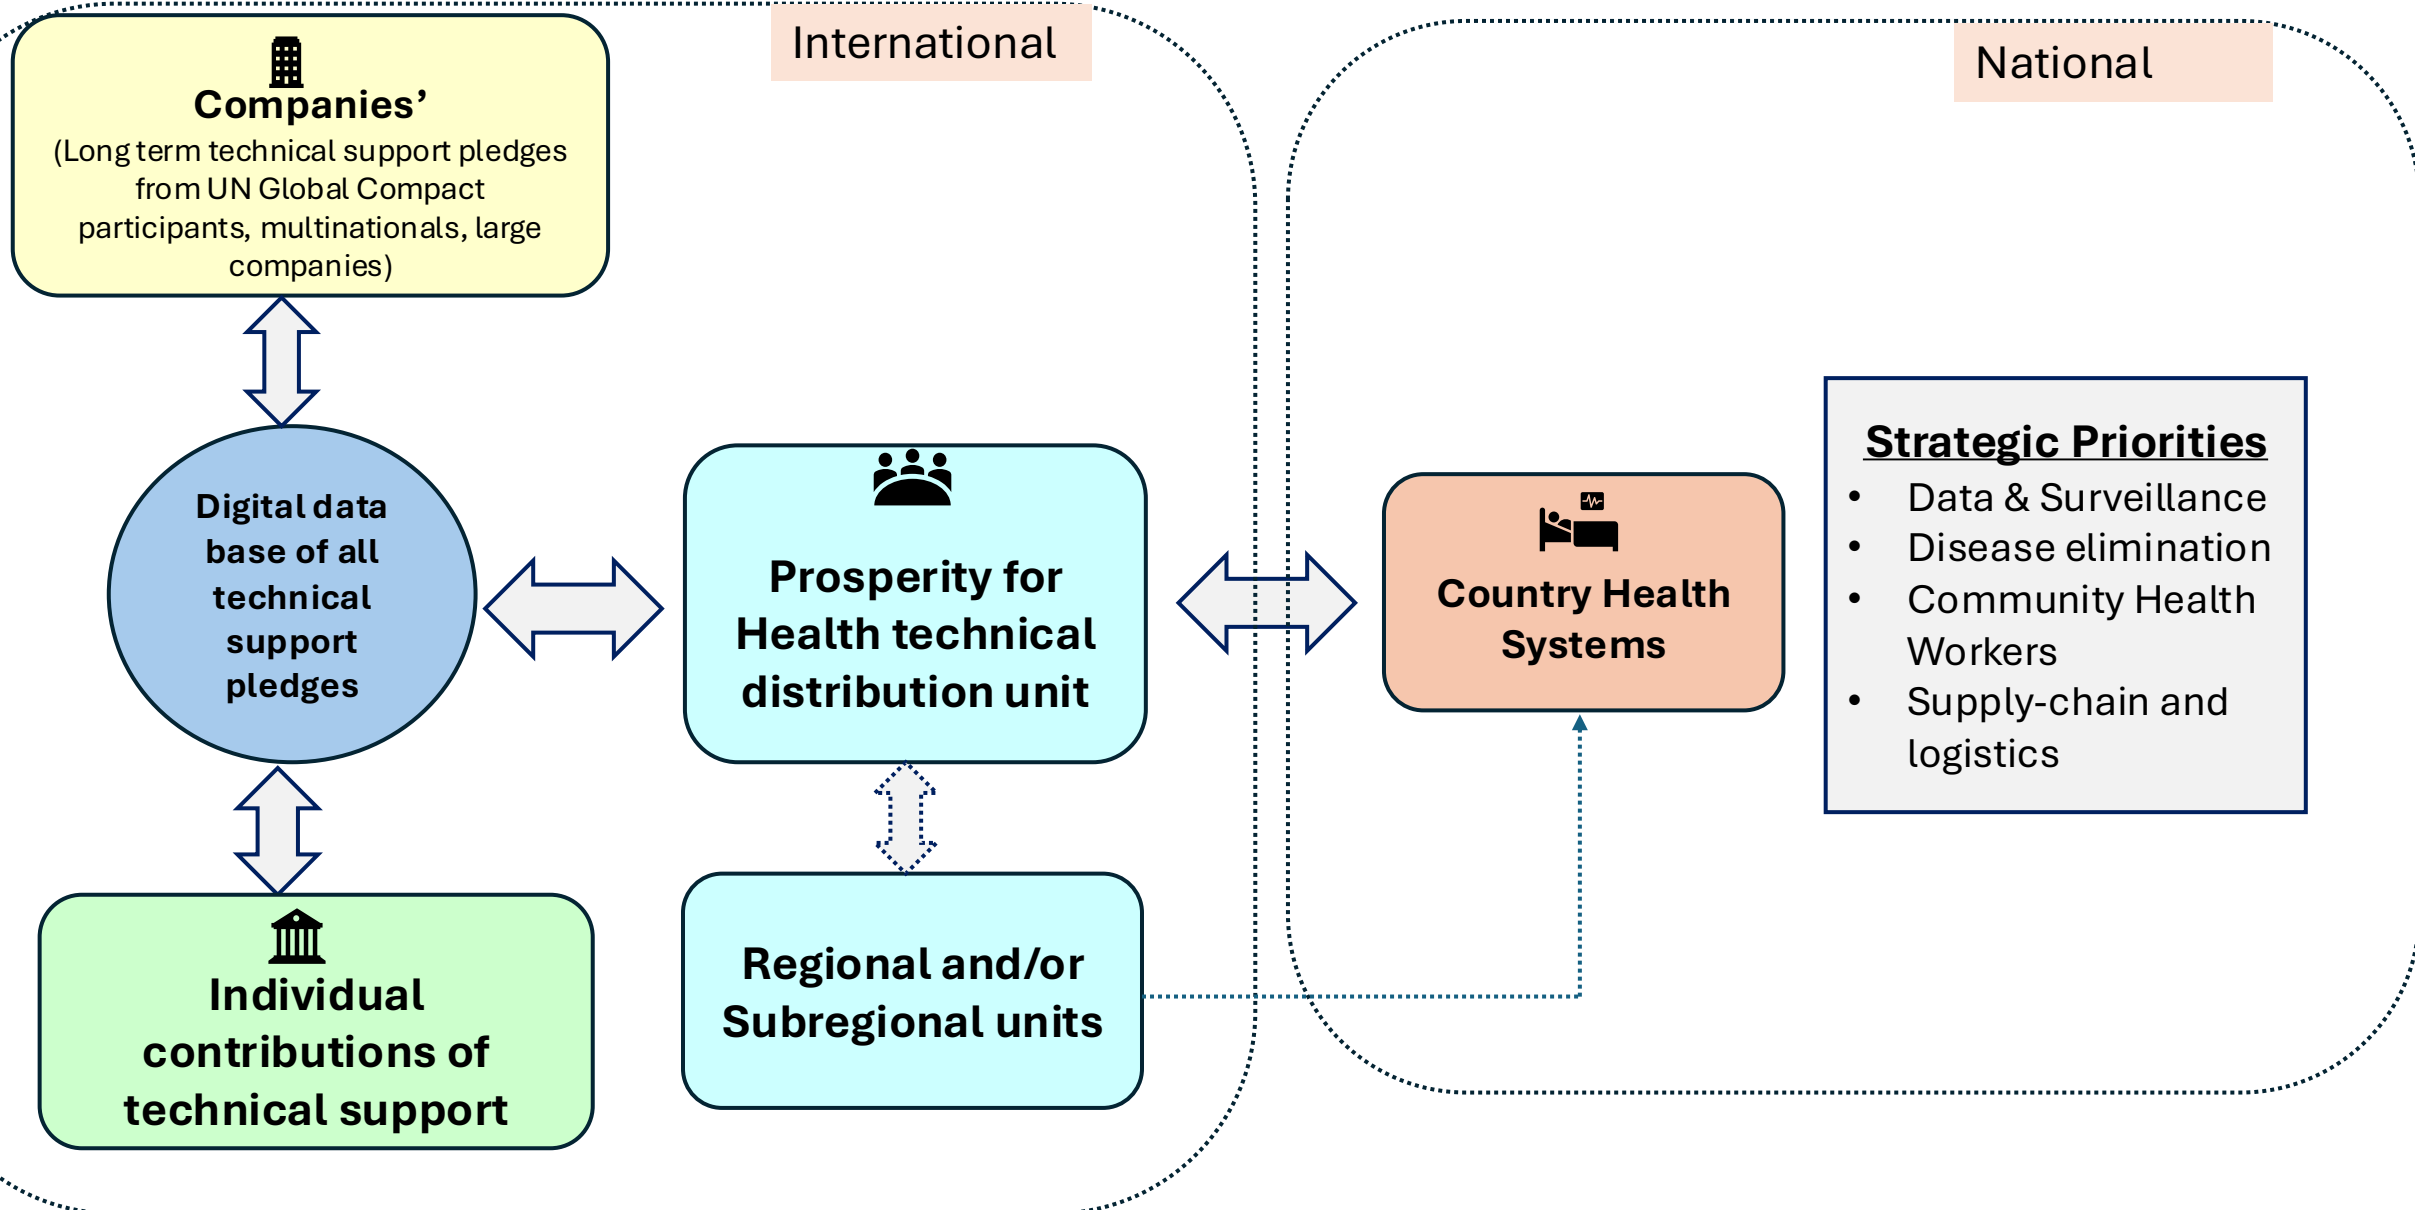 International
National
Companies’
(Long term technical support pledges
from UN Global Compact
participants, multinationals, large
companies)
Digital data
base of all
technical
support
pledges
Prosperity for
Health technical
distribution unit
Country Health
Systems
Strategic Priorities
• Data & Surveillance
• Disease elimination
• Community Health
Workers
• Supply-chain and
logistics
Individual
contributions of
technical support
Regional and/or
Subregional units